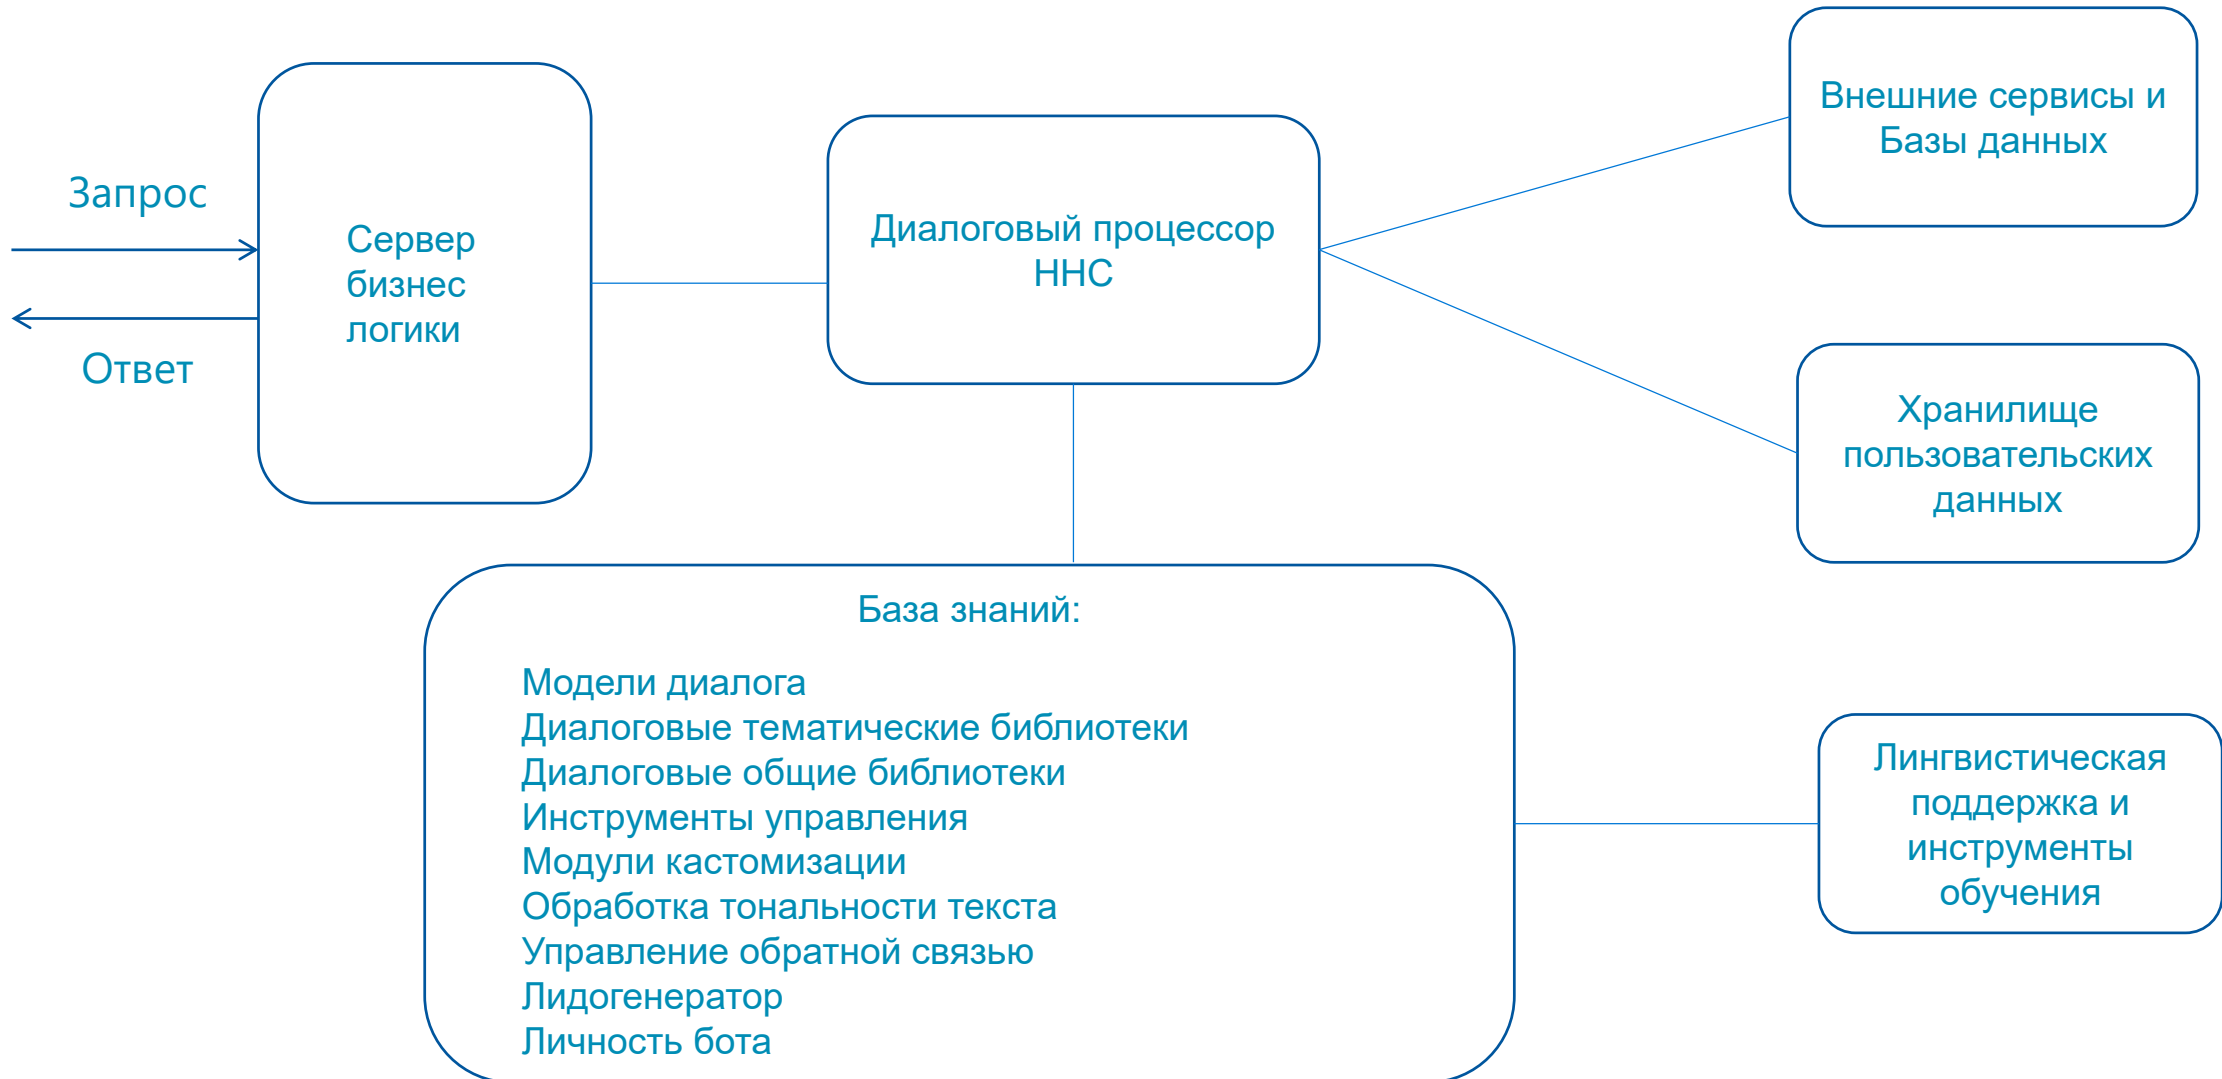 Запрос
Ответ
Сервер
бизнес
логики
Диалоговый процессор
ННС
Внешние сервисы и
Базы данных
Хранилище
пользовательских
данных
База знаний:
Модели диалога
Диалоговые тематические библиотеки
Диалоговые общие библиотеки
Инструменты управления
Модули кастомизации
Обработка тональности текста
Управление обратной связью
Лидогенератор
Личность бота
Лингвистическая
поддержка и
инструменты
обучения